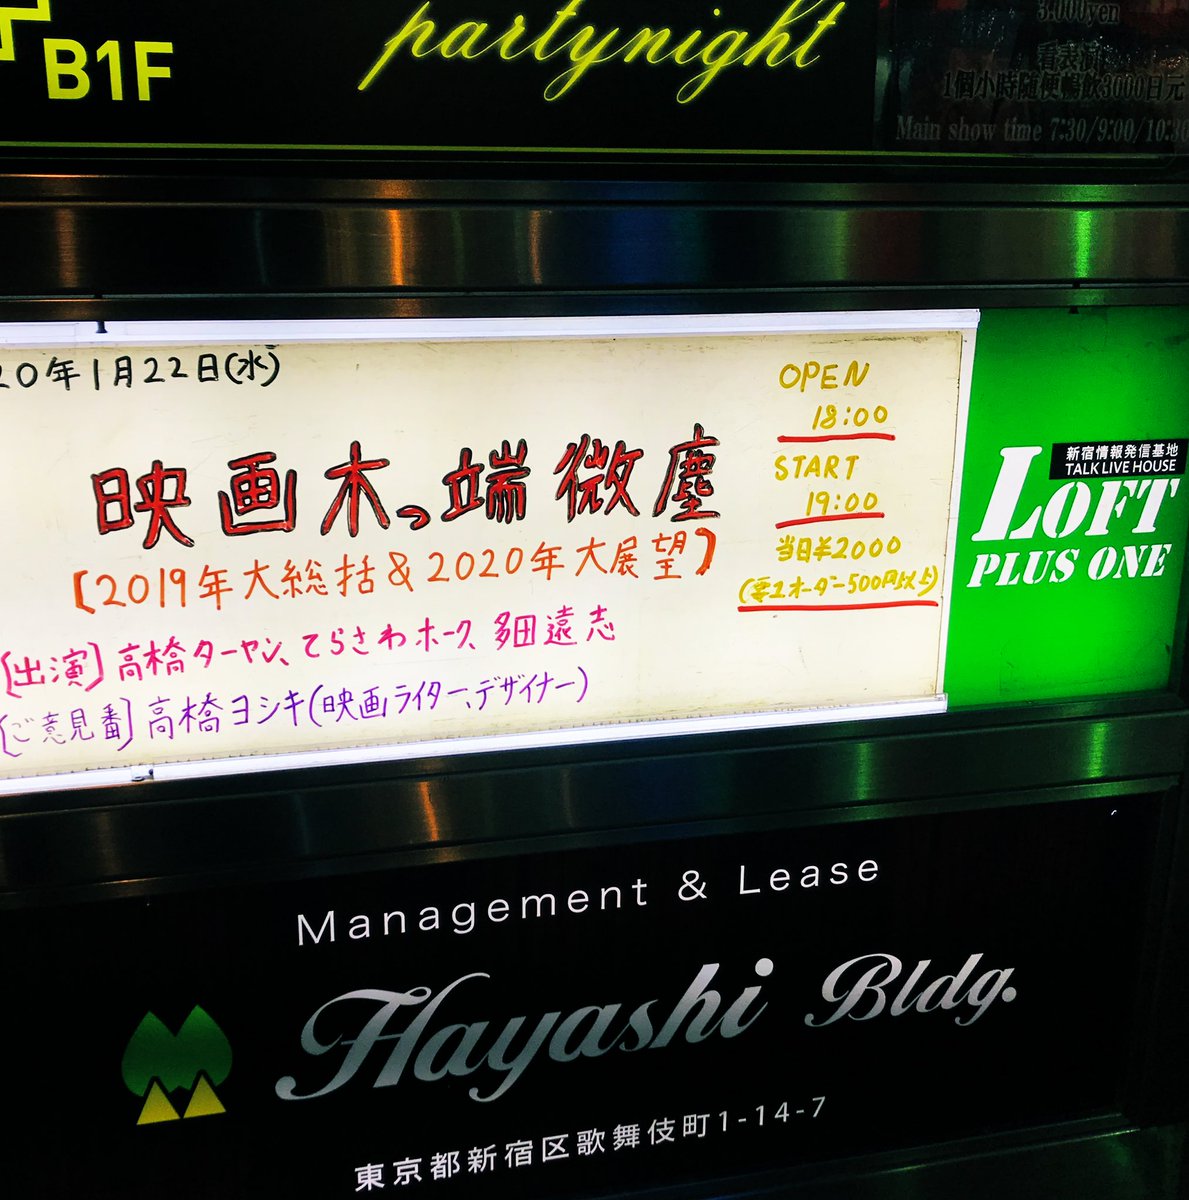 B1F
partynight
3.000yen
看表演
1個小時隨便暢飲3000日元
Main show time 7:30/9:00/10:30
20年1月22日(水)
映画木っ端微塵
【2019年大総括&2020年大展望】
[出演]高橋ターヤン、てらさわホーク、多田遠志
[ご意見番]高橋ヨシキ(映画ライター、デザイナー)
OPEN
18:00
START
19:00
当日¥2000
(要1オーダー500円以上)
新宿情報発信基地
TALK LIVE HOUSE
LOFT
PLUS ONE
Management & Lease
Hayashi Bldg.
東京都新宿区歌舞伎町1-14-7